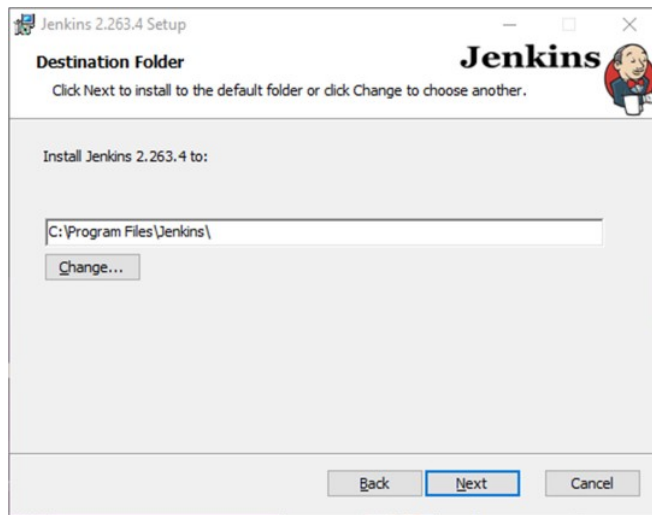 Jenkins 2.263.4 Setup
Destination Folder
Jenkins
Click Next to install to the default folder or click Change to choose another.
Install Jenkins 2.263.4 to:
C:\Program Files\Jenkins\
Change...
Back
Next
Cancel